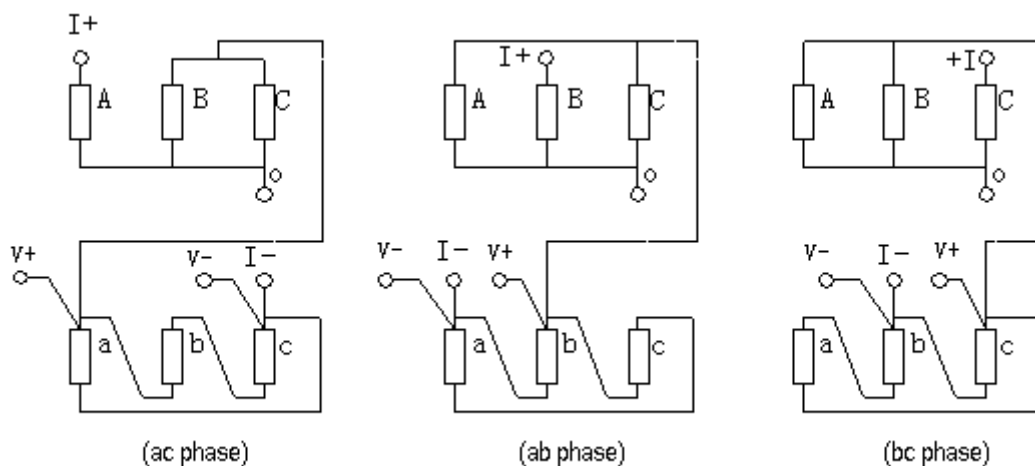 I+
A B C
o
V+ V- I-
a b c
(ac phase)
I+
A B C
o
V- I- V+
a b c
(ab phase)
+I
A B C
o
V- I- V+
a b c
(bc phase)